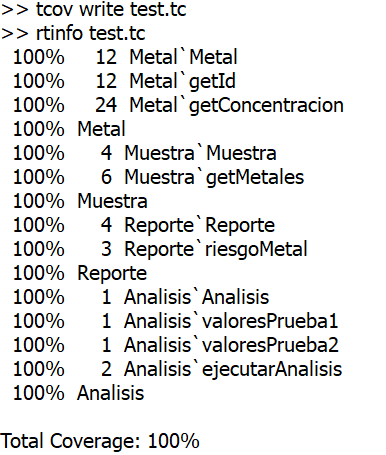 >> tcov write test.tc
>> rtinfo test.tc
100% 12 Metal`Metal
100% 12 Metal`getId
100% 24 Metal`getConcentracion
100% Metal
100% 4 Muestra`Muestra
100% 6 Muestra`getMetales
100% Muestra
100% 4 Reporte`Reporte
100% 3 Reporte`riesgoMetal
100% Reporte
100% 1 Analisis`Analisis
100% 1 Analisis`valoresPrueba1
100% 1 Analisis`valoresPrueba2
100% 2 Analisis`ejecutarAnalisis
100% Analisis
Total Coverage: 100%